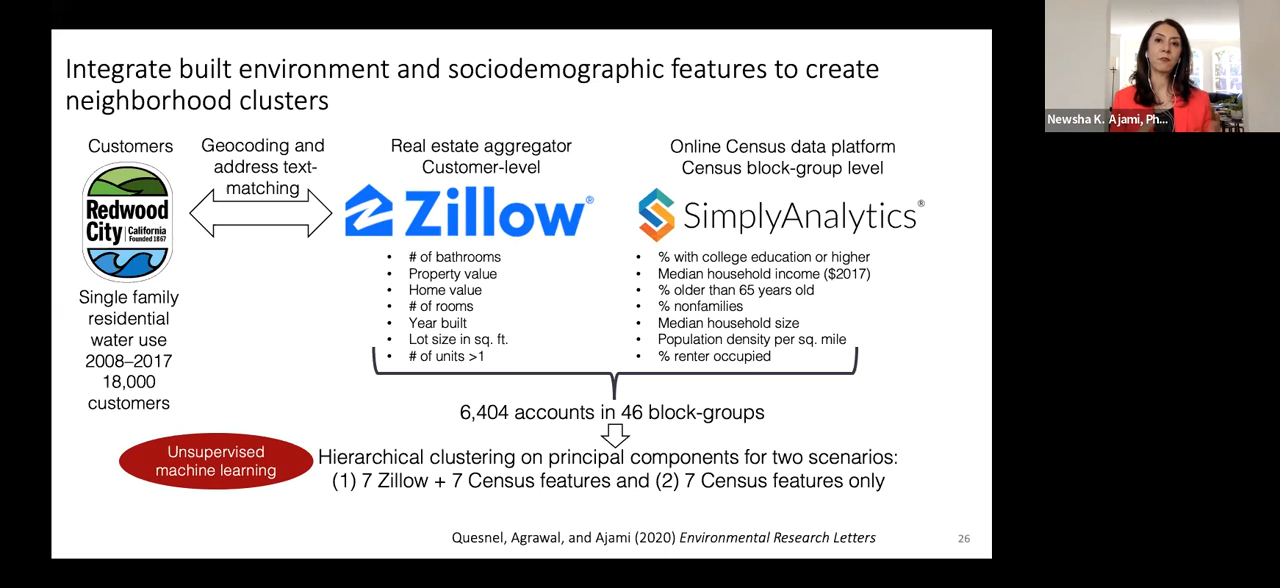 Integrate built environment and sociodemographic features to create
neighborhood clusters
Customers
Redwood
City
California
Founded 1867
Single family
residential
water use
2008–2017
18,000
customers
Geocoding and
address text-
matching
Real estate aggregator
Customer-level
Zillow®
• # of bathrooms
• Property value
• Home value
• # of rooms
• Year built
• Lot size in sq. ft.
• # of units >1
Online Census data platform
Census block-group level
SimplyAnalytics®
• % with college education or higher
• Median household income ($2017)
• % older than 65 years old
• % nonfamilies
• Median household size
• Population density per sq. mile
• % renter occupied
6,404 accounts in 46 block-groups
Unsupervised
machine learning
Hierarchical clustering on principal components for two scenarios:
(1) 7 Zillow + 7 Census features and (2) 7 Census features only
Quesnel, Agrawal, and Ajami (2020) Environmental Research Letters
26
Newsha K. Ajami, Ph...